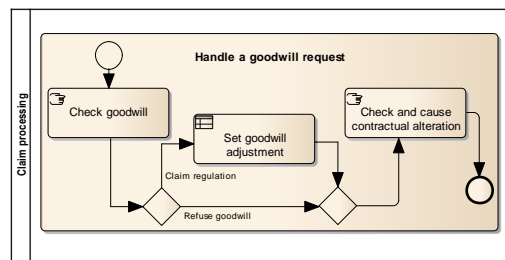 Claim processing
Handle a goodwill request
Check goodwill
Set goodwill
adjustment
Check and cause
contractual alteration
Claim regulation
Refuse goodwill